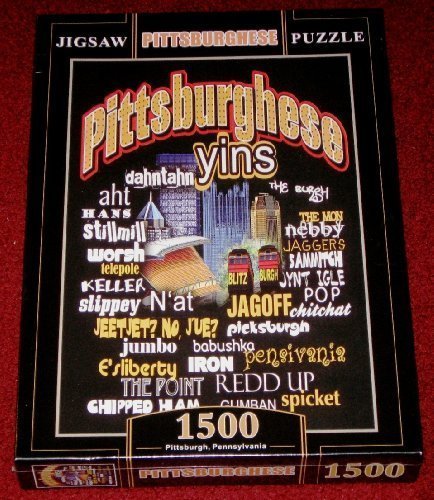 JIGSAW PITTSBURGHESE PUZZLE
Pittsburghese
yins
dahntahn
THE BURGH
aht
HANS
THE MON
stillmill
nebby
JAGGERS
worsh
SAMMITCH
telepole
BLITZ BURGH
JYNT IGLE
KELLER
POP
slippey N'at JAGOFF chitchat
JEETJET? NO JUE? picksburgh
jumbo babushka pensivania
E'sliberty IRON
THE POINT REDD UP
CHIPPED HAM GUMBAN spicket
1500
Pittsburgh, Pennsylvania
PITTSBURGHESE 1500